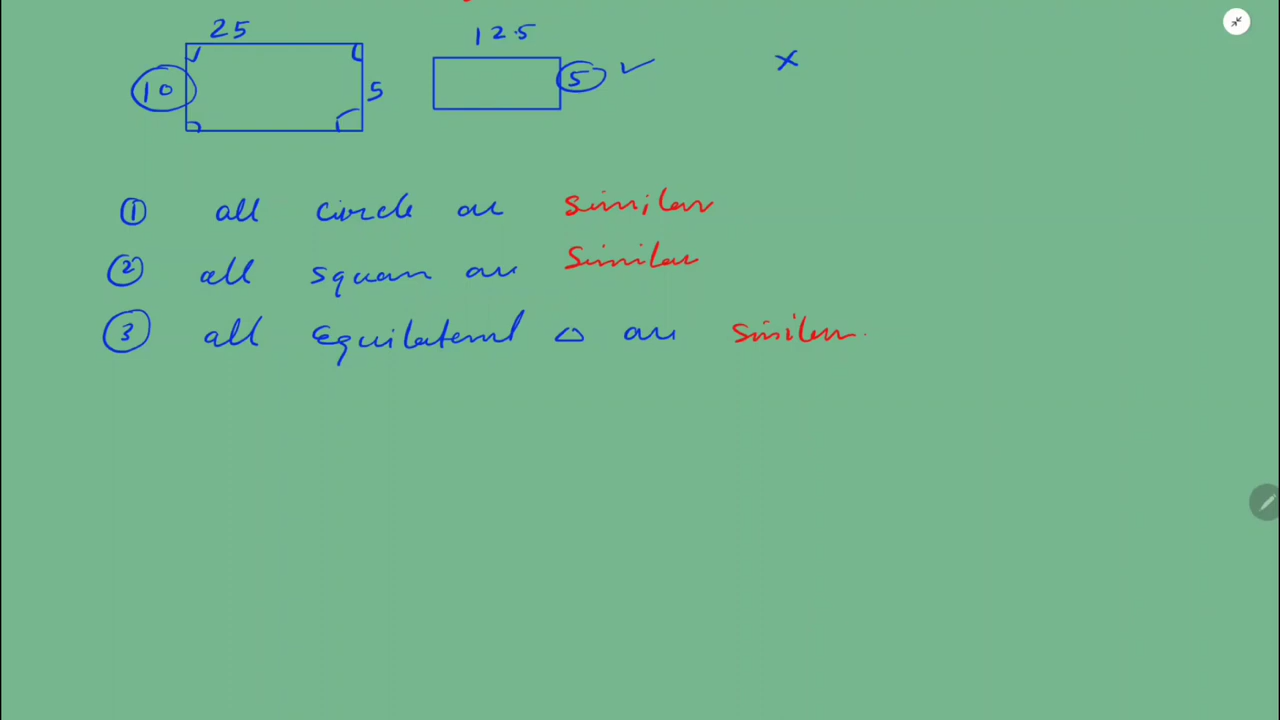 25
12.5
10
5
5
① all circle are similar
② all square are similar
③ all Equilateral △ are similar